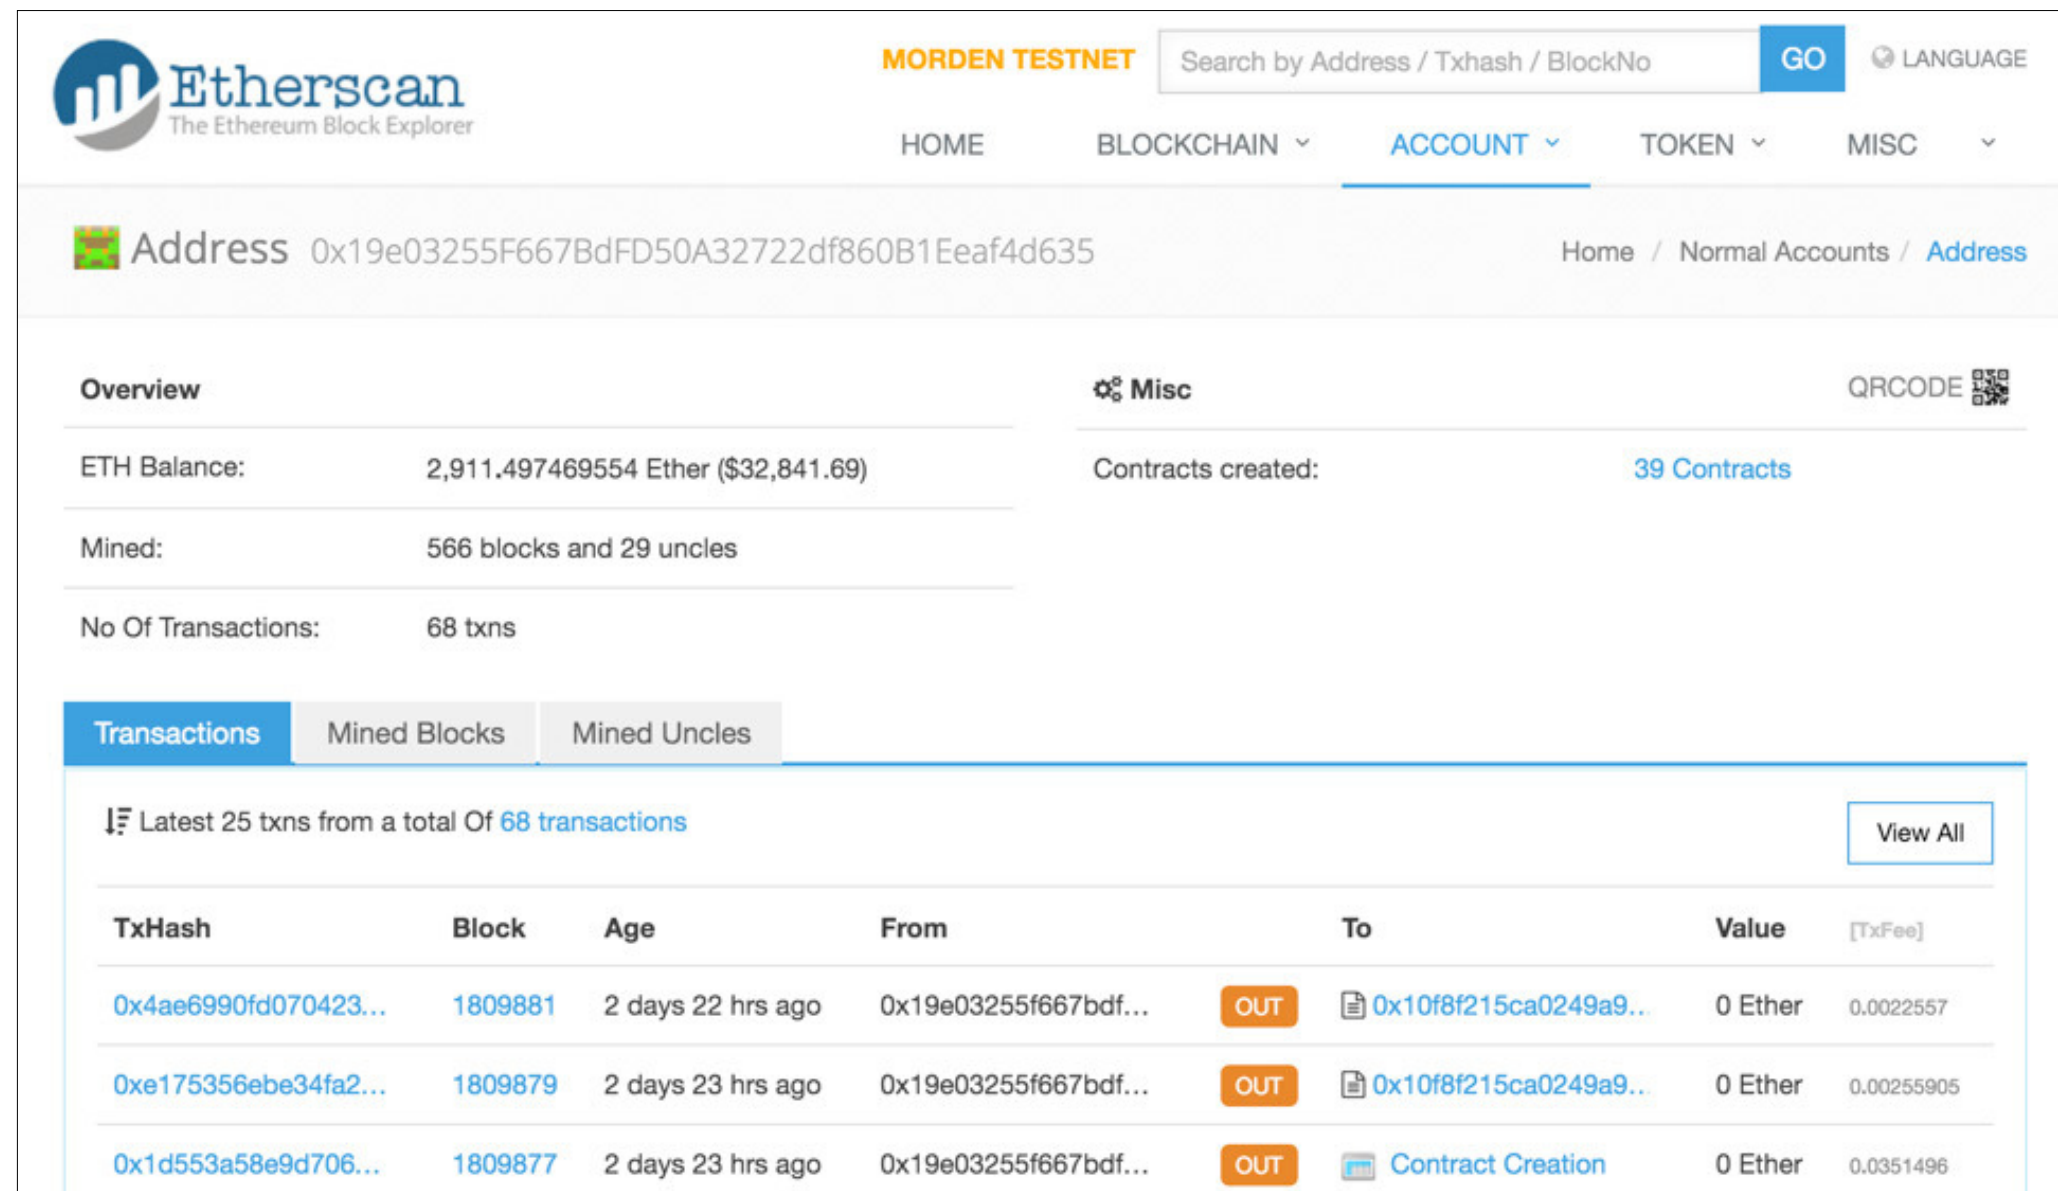 Etherscan
The Ethereum Block Explorer
MORDEN TESTNET Search by Address / Txhash / BlockNo GO LANGUAGE
HOME BLOCKCHAIN ACCOUNT TOKEN MISC
Address 0x19e03255F667BdFD50A32722df860B1Eeaf4d635
Home / Normal Accounts / Address
Overview
ETH Balance: 2,911.497469554 Ether ($32,841.69)
Mined: 566 blocks and 29 uncles
No Of Transactions: 68 txns
Misc QRCODE
Contracts created: 39 Contracts
Transactions Mined Blocks Mined Uncles
Latest 25 txns from a total Of 68 transactions View All
TxHash Block Age From To Value [TxFee]
0x4ae6990fd070423... 1809881 2 days 22 hrs ago 0x19e03255f667bdf... OUT 0x10f8f215ca0249a9... 0 Ether 0.0022557
0xe175356ebe34fa2... 1809879 2 days 23 hrs ago 0x19e03255f667bdf... OUT 0x10f8f215ca0249a9... 0 Ether 0.00255905
0x1d553a58e9d706... 1809877 2 days 23 hrs ago 0x19e03255f667bdf... OUT Contract Creation 0 Ether 0.0351496